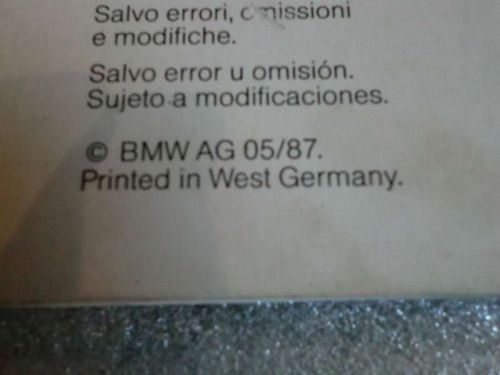 Salvo errori, omissioni
e modifiche.
Salvo error u omisión.
Sujeto a modificaciones.
© BMW AG 05/87.
Printed in West Germany.